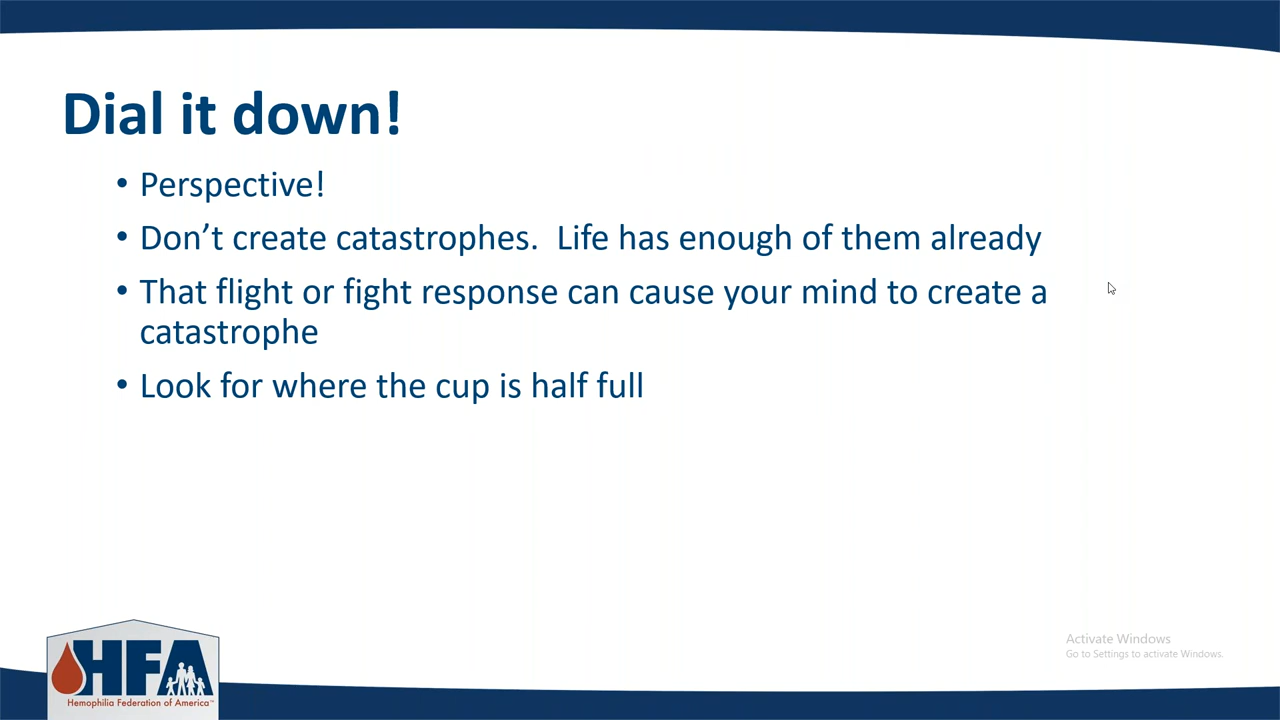 Dial it down!
• Perspective!
• Don’t create catastrophes.  Life has enough of them already
• That flight or fight response can cause your mind to create a
catastrophe
• Look for where the cup is half full
Activate Windows
Go to Settings to activate Windows.
HFA
Hemophilia Federation of America™